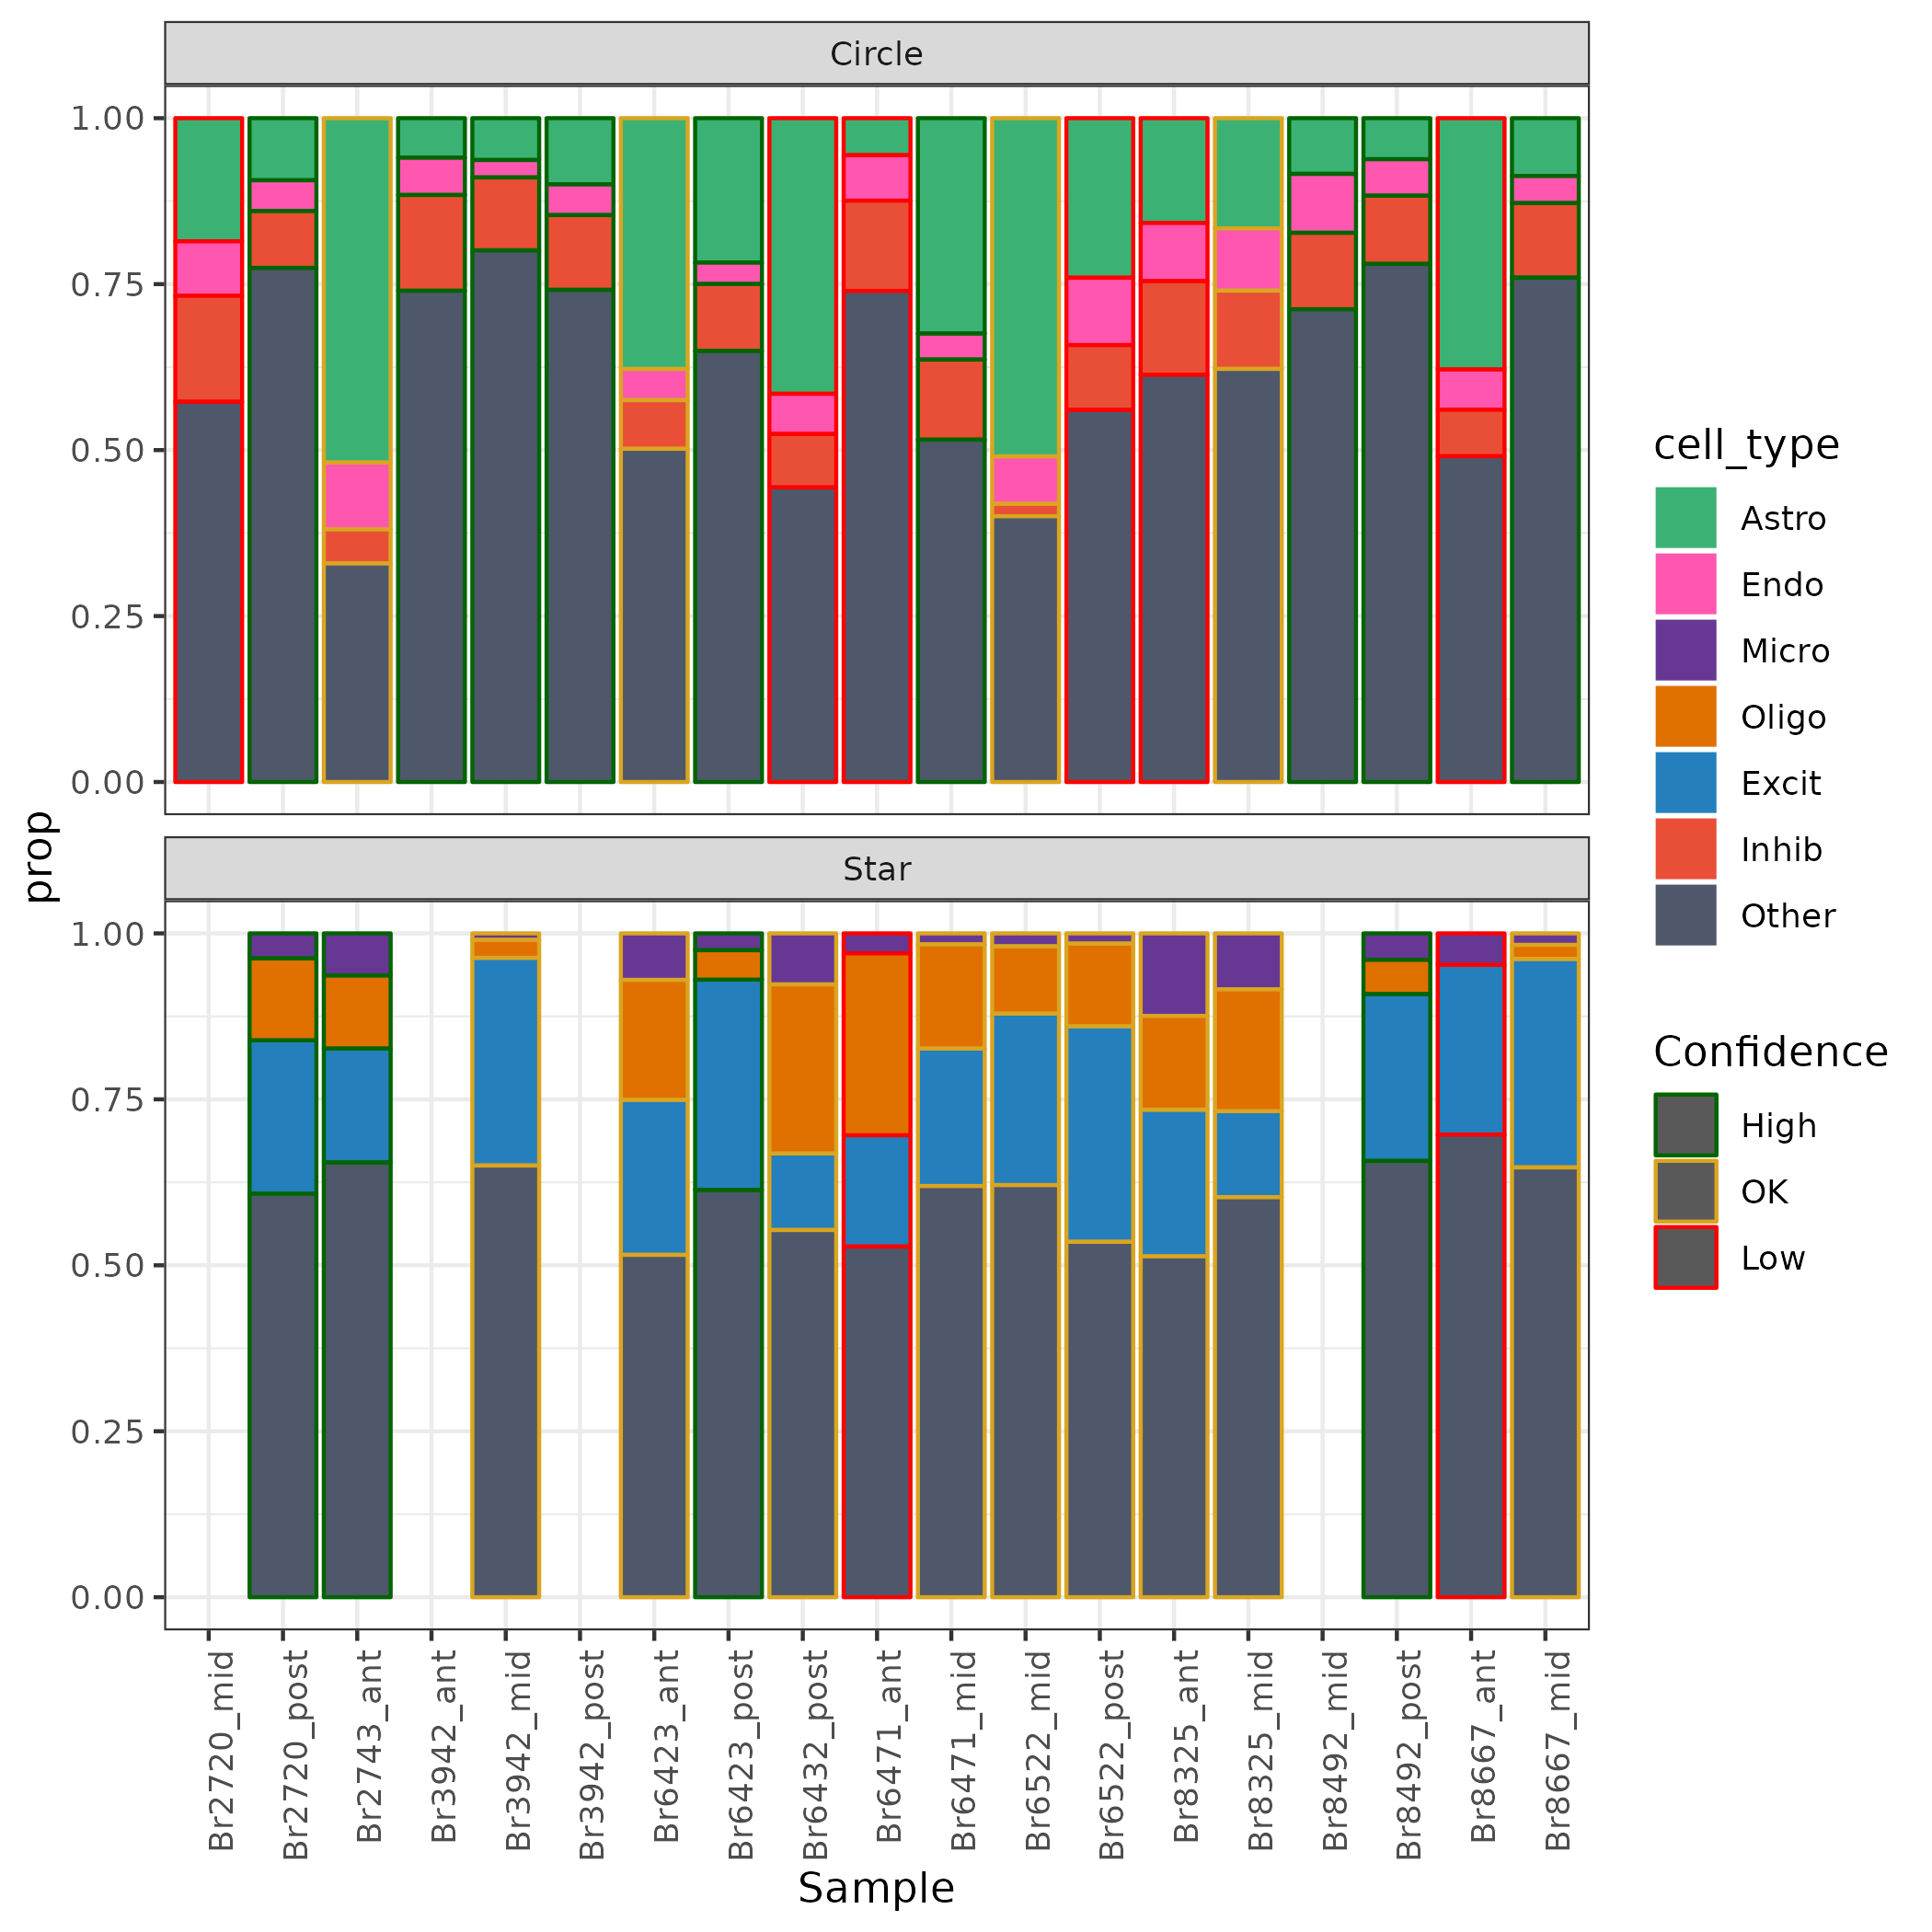 Circle
1.00
0.75
0.50
0.25
0.00
prop
Star
1.00
0.75
0.50
0.25
0.00
Br2720_mid
Br2720_post
Br2743_ant
Br3942_ant
Br3942_mid
Br3942_post
Br6423_ant
Br6423_post
Br6432_post
Br6471_ant
Br6471_mid
Br6522_mid
Br6522_post
Br8325_ant
Br8325_mid
Br8492_mid
Br8492_post
Br8667_ant
Br8667_mid
Sample
cell_type
Astro
Endo
Micro
Oligo
Excit
Inhib
Other
Confidence
High
OK
Low